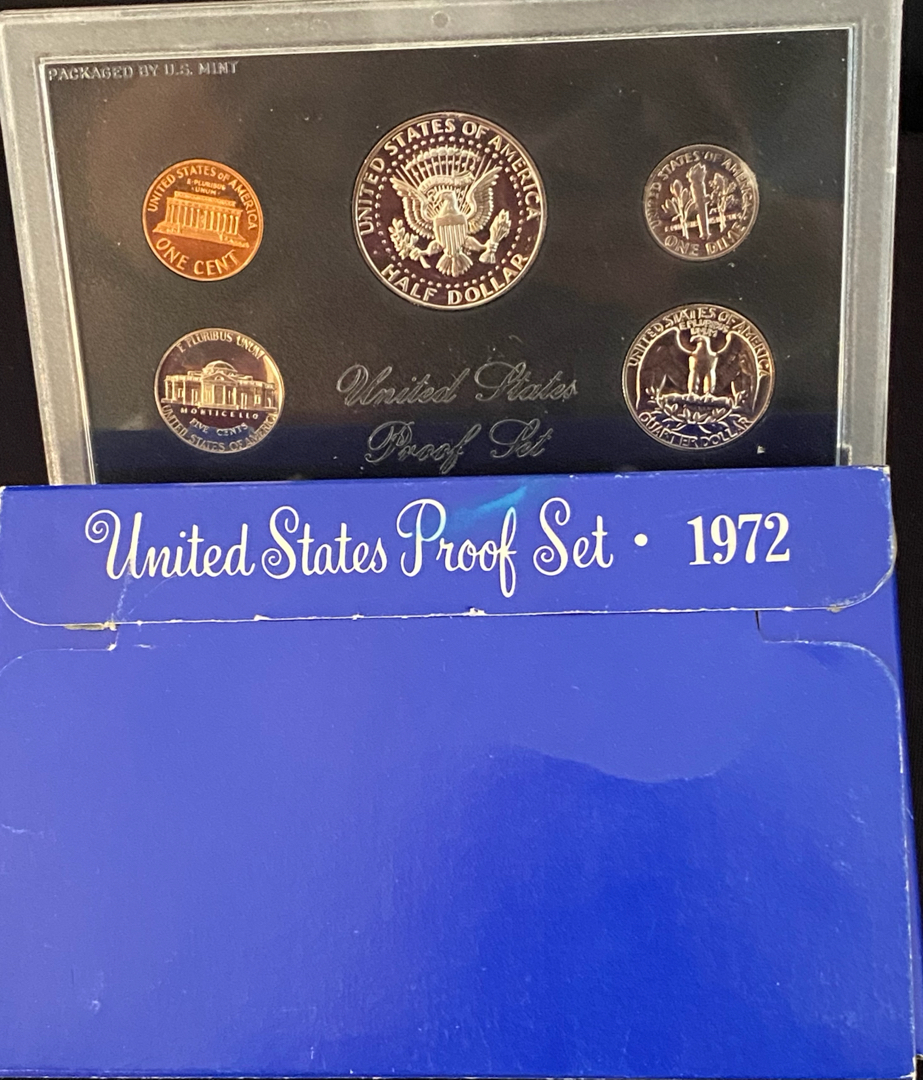 PACKAGED BY U.S. MINT
UNITED STATES OF AMERICA
E·PLURIBUS
·UNUM·
ONE CENT
UNITED STATES OF AMERICA
HALF DOLLAR
UNITED STATES OF AMERICA
ONE DIME
E PLURIBUS UNUM
MONTICELLO
FIVE CENTS
UNITED STATES OF AMERICA
United States
Proof Set
UNITED STATES OF AMERICA
E PLURIBUS
UNUM
QUARTER DOLLAR
United States Proof Set · 1972